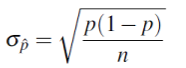 σ_p̂ = √(p(1 − p)/n)